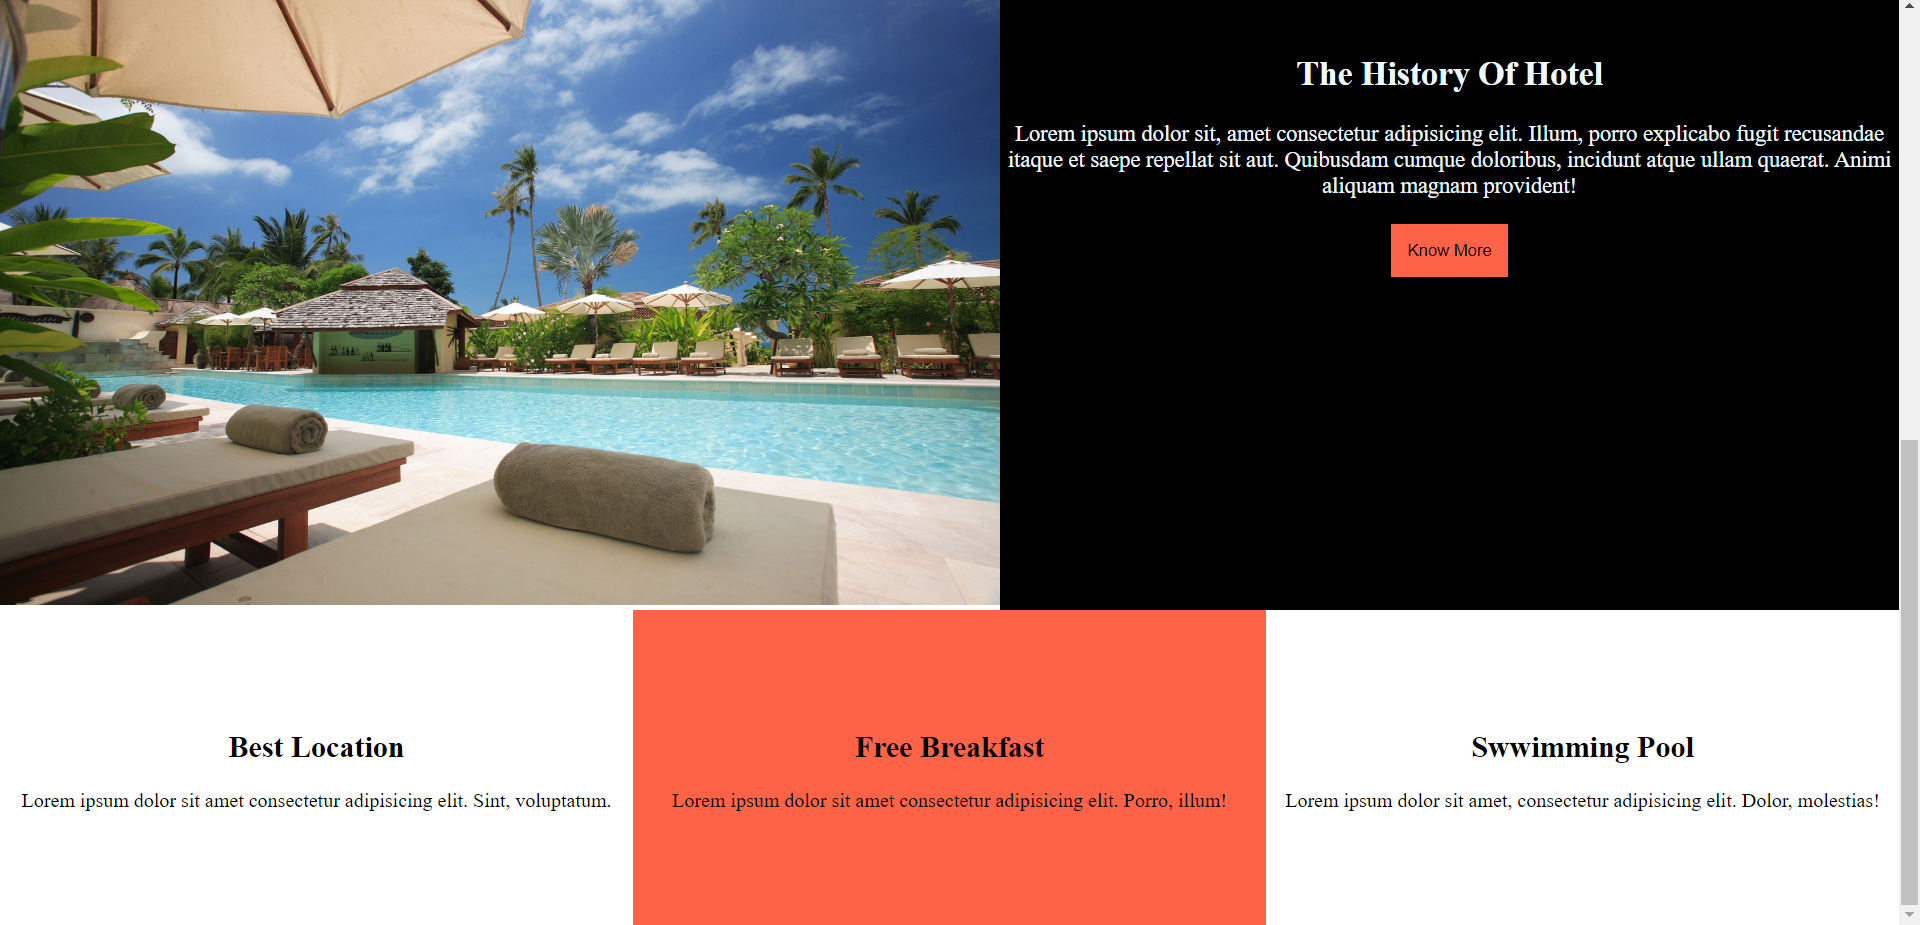 The History Of Hotel
Lorem ipsum dolor sit, amet consectetur adipisicing elit. Illum, porro explicabo fugit recusandae
itaque et saepe repellat sit aut. Quibusdam cumque doloribus, incidunt atque ullam quaerat. Animi
aliquam magnam provident!
Know More
Best Location
Lorem ipsum dolor sit amet consectetur adipisicing elit. Sint, voluptatum.
Free Breakfast
Lorem ipsum dolor sit amet consectetur adipisicing elit. Porro, illum!
Swwimming Pool
Lorem ipsum dolor sit amet, consectetur adipisicing elit. Dolor, molestias!